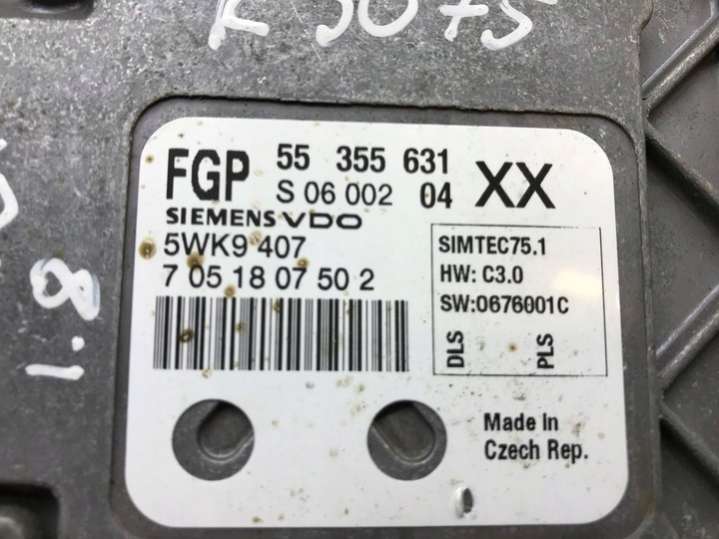 K 3075
FGP 55 355 631 XX
S 06 002 04
SIEMENS VDO
5WK9 407
7 05 18 07 50 2
SIMTEC75.1
HW: C3.0
SW:0676001C
DLS PLS
Made in
Czech Rep.
1.8